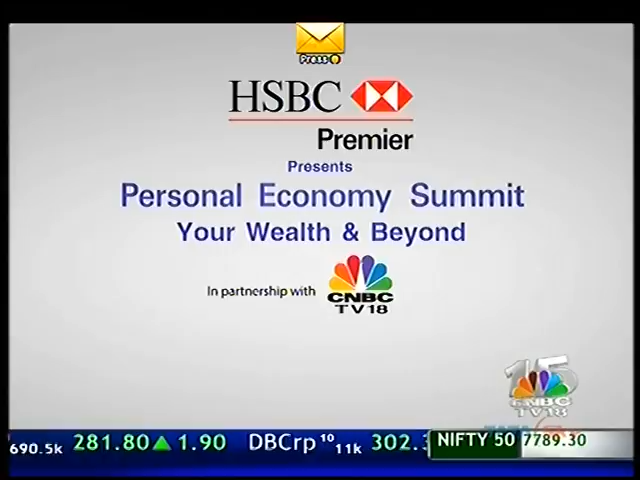 Press
HSBC
Premier
Presents
Personal Economy Summit
Your Wealth & Beyond
In partnership with
CNBC
TV18
15
CNBC
TV18
690.5k 281.80▲1.90 DBCrp 10 11k 302. NIFTY 50 7789.30